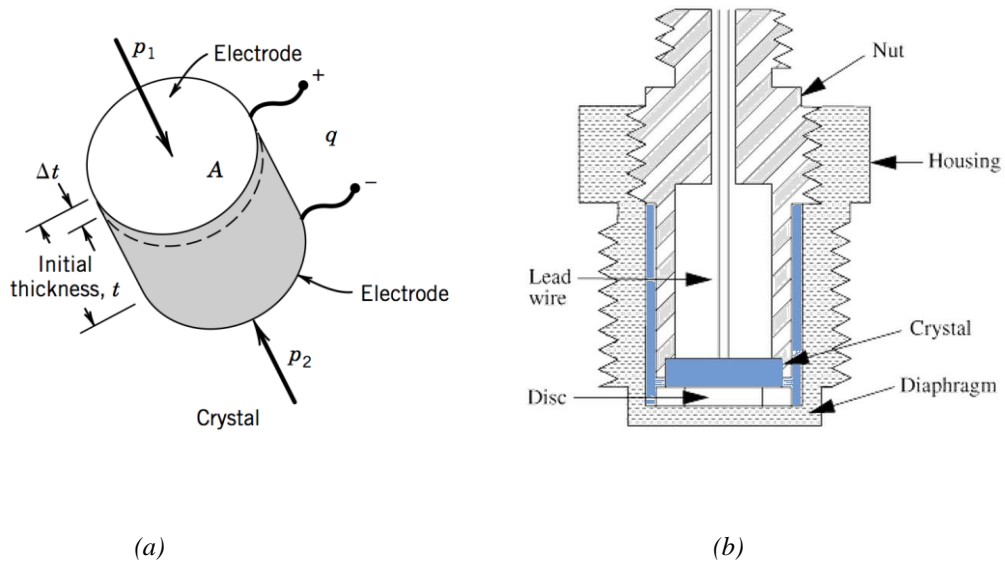 p1
Electrode
+
q
A
Δt
−
Initial
thickness, t
Electrode
p2
Crystal
(a)
Nut
Housing
Lead
wire
Crystal
Disc
Diaphragm
(b)